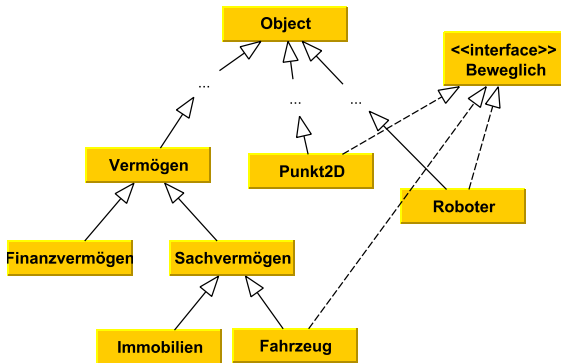 Object
<<interface>>
Beweglich
...
...
...
Vermögen
Punkt2D
Roboter
Finanzvermögen
Sachvermögen
Immobilien
Fahrzeug